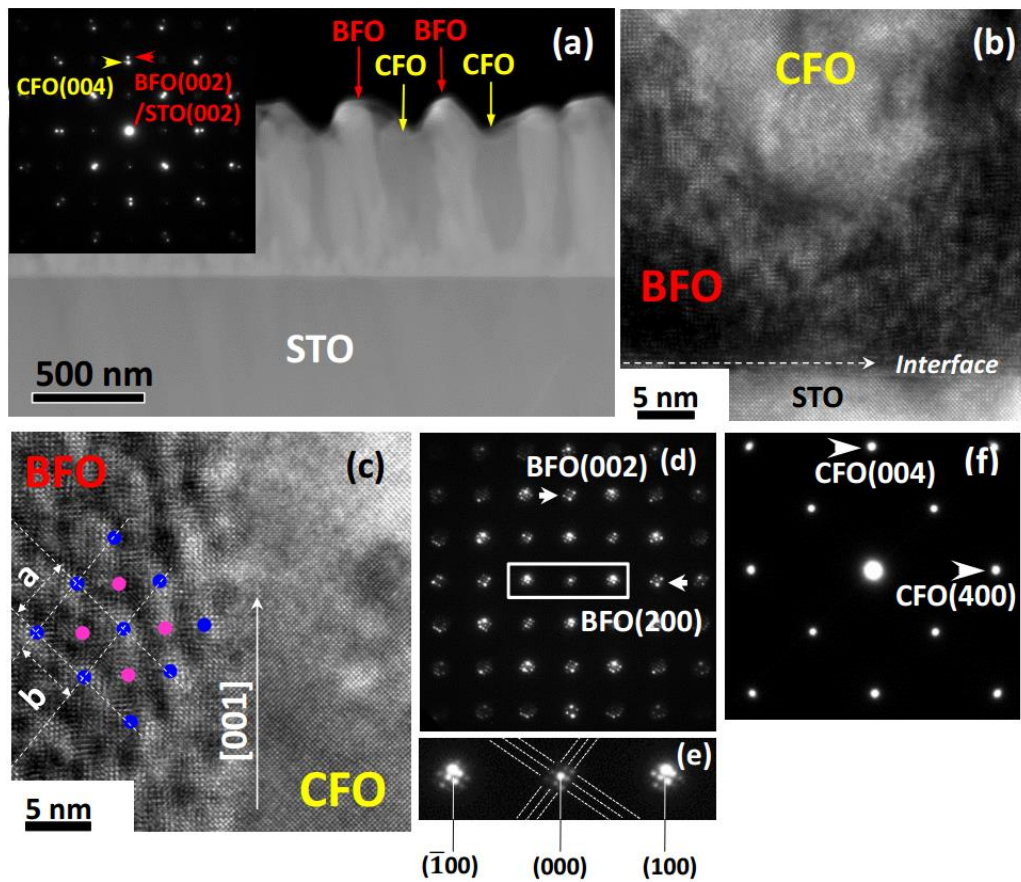 BFO
BFO
(a)
CFO
CFO
CFO(004)
BFO(002)
/STO(002)
STO
500 nm
(b)
CFO
BFO
Interface
STO
5 nm
BFO
(c)
a
b
[001]
CFO
5 nm
(d)
BFO(002)
BFO(200)
(e)
(1̅00)
(000)
(100)
(f)
CFO(004)
CFO(400)